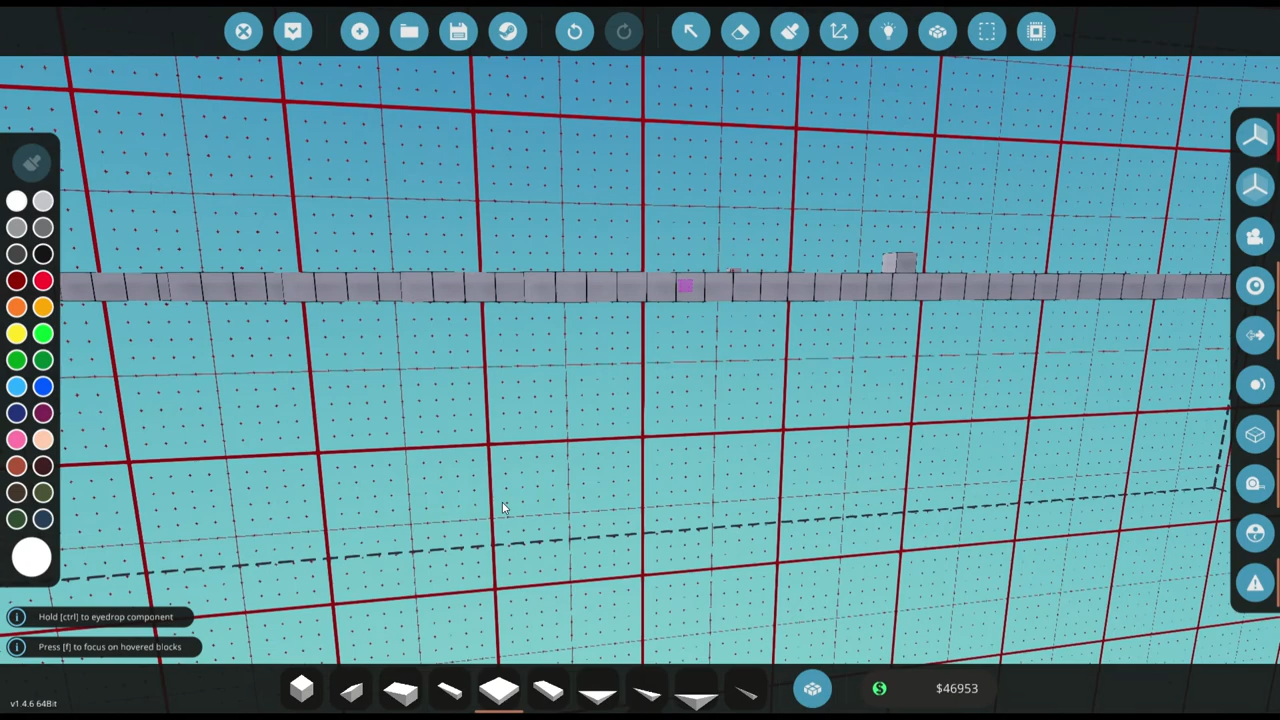 Hold [ctrl] to eyedrop component
Press [f] to focus on hovered blocks
$46953
v1.4.6 64Bit